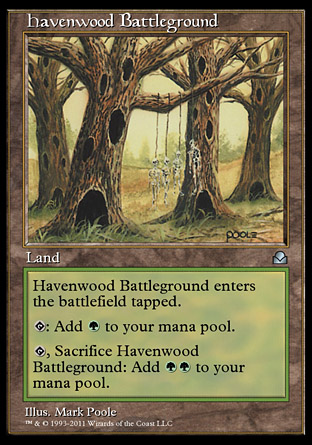 Havenwood Battleground
POOLE
Land
Havenwood Battleground enters
the battlefield tapped.
: Add to your mana pool.
, Sacrifice Havenwood
Battleground: Add to your
mana pool.
Illus. Mark Poole
™ & © 1993-2011 Wizards of the Coast LLC